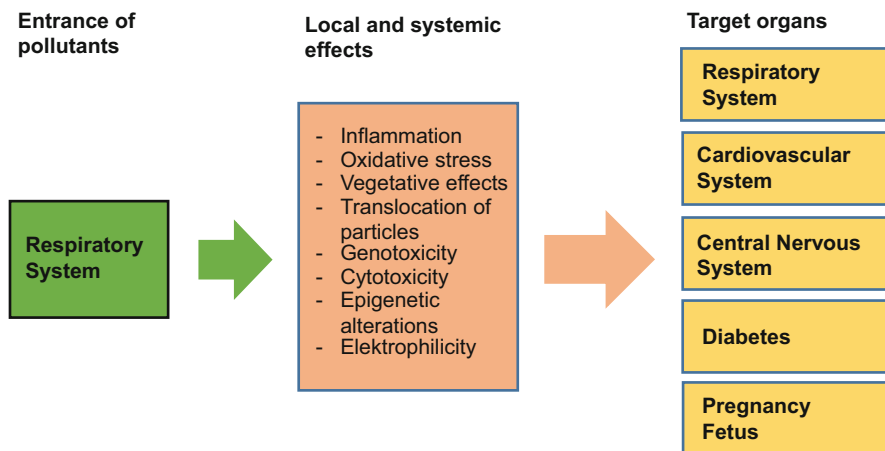 Entrance of
pollutants
Respiratory
System
Local and systemic
effects
- Inflammation
- Oxidative stress
- Vegetative effects
- Translocation of
particles
- Genotoxicity
- Cytotoxicity
- Epigenetic
alterations
- Elektrophilicity
Target organs
Respiratory
System
Cardiovascular
System
Central Nervous
System
Diabetes
Pregnancy
Fetus